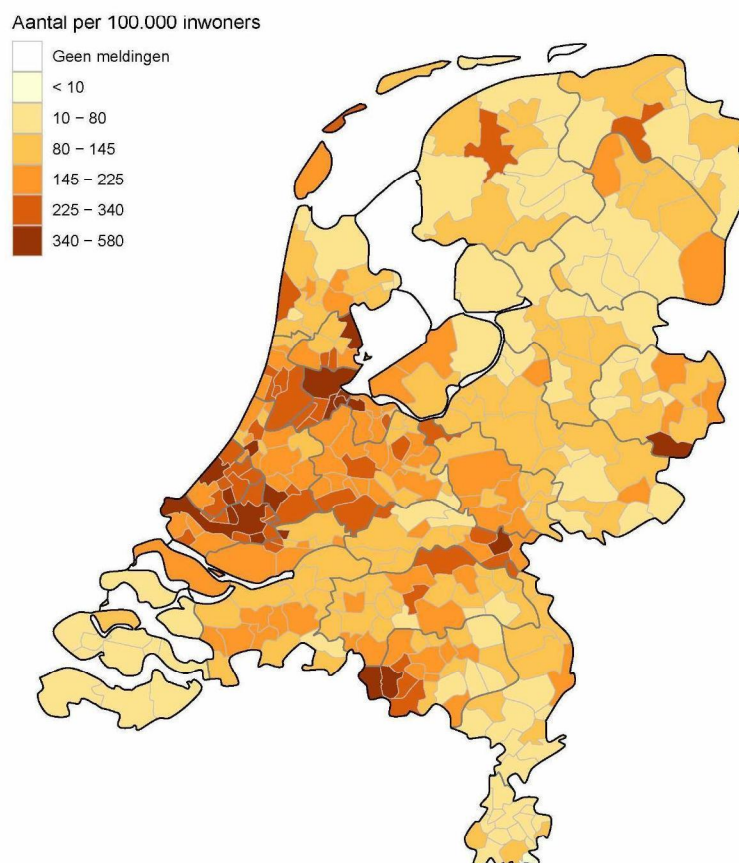 Aantal per 100.000 inwoners
Geen meldingen
< 10
10 – 80
80 – 145
145 – 225
225 – 340
340 – 580